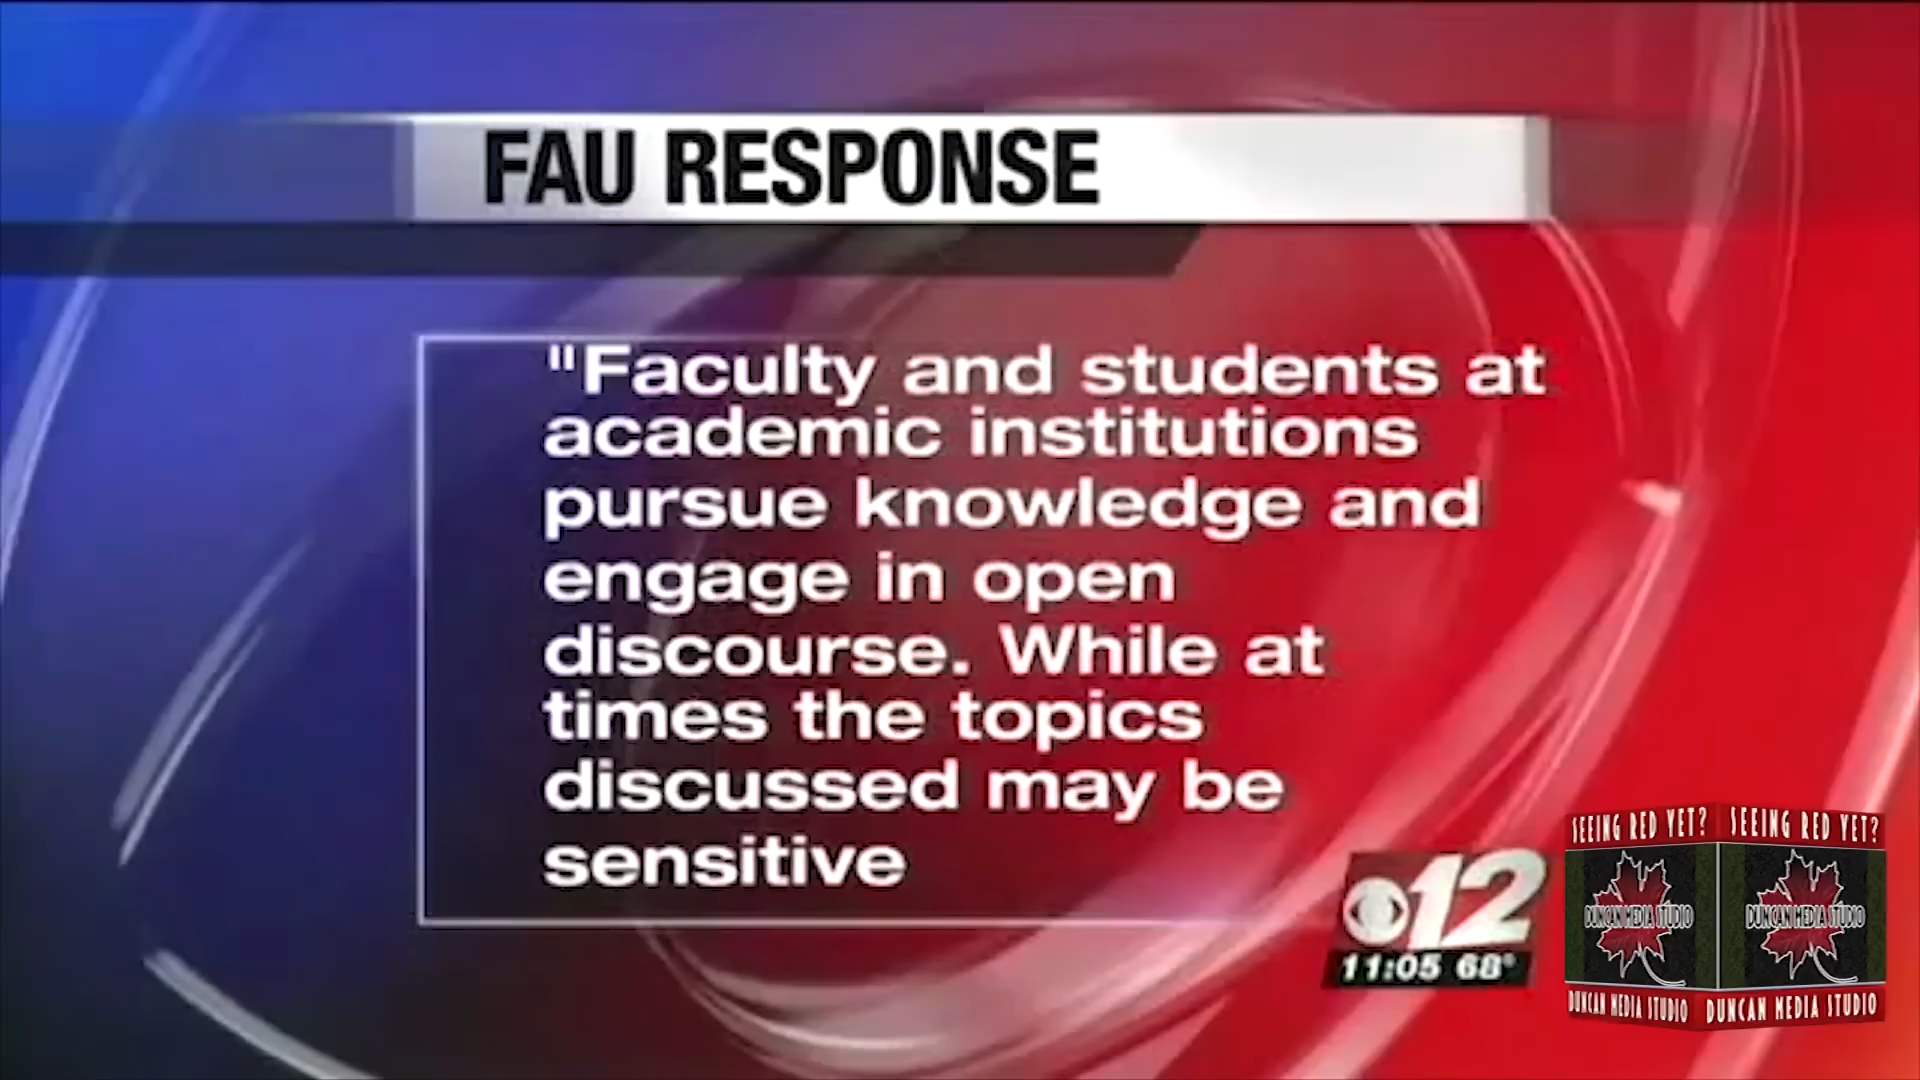 FAU RESPONSE
"Faculty and students at
academic institutions
pursue knowledge and
engage in open
discourse. While at
times the topics
discussed may be
sensitive
12
11:05 68°
SEEING RED YET? SEEING RED YET?
DUNCAN MEDIA STUDIO DUNCAN MEDIA STUDIO
DUNCAN MEDIA STUDIO DUNCAN MEDIA STUDIO